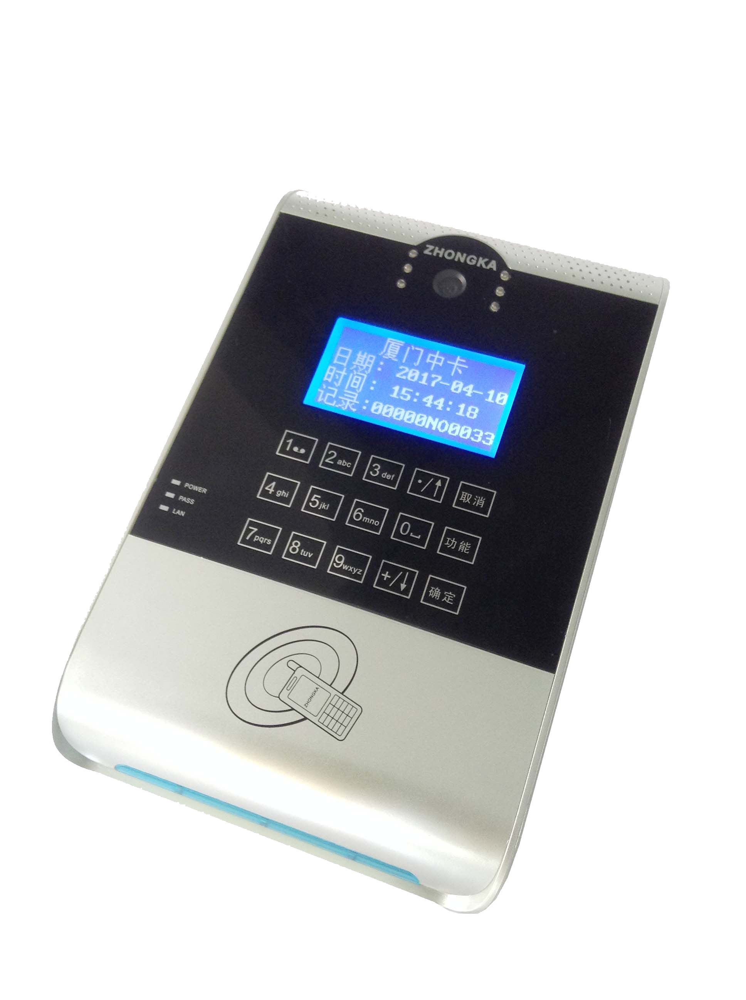 ZHONGKA
厦门中卡
日期: 2017-04-10
时间: 15:44:18
记录:00000NO0033
1 2 abc 3 def ·/↑ 取消
4 ghi 5 jkl 6 mno 0⌴ 功能
7 pqrs 8 tuv 9 wxyz +/↓ 确定
POWER
PASS
LAN
ZHONGKA